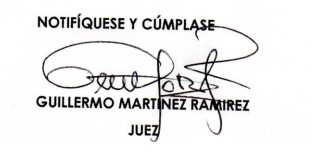 NOTIFÍQUESE Y CÚMPLASE
GUILLERMO MARTINEZ RAMIREZ
JUEZ